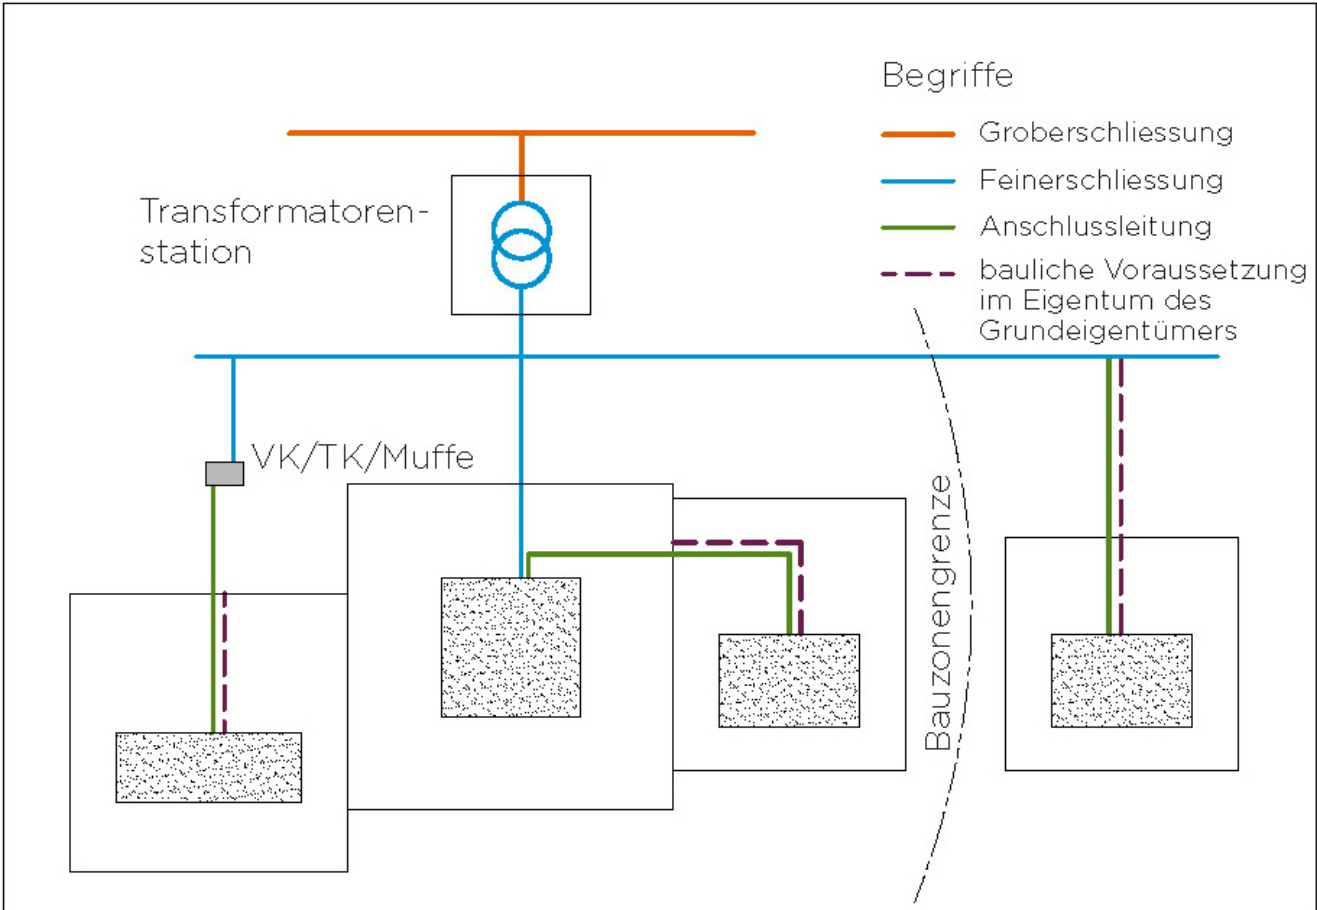 Begriffe
Groberschliessung
Feinerschliessung
Anschlussleitung
bauliche Voraussetzung
im Eigentum des
Grundeigentümers
Transformatoren-
station
VK/TK/Muffe
Bauzonengrenze